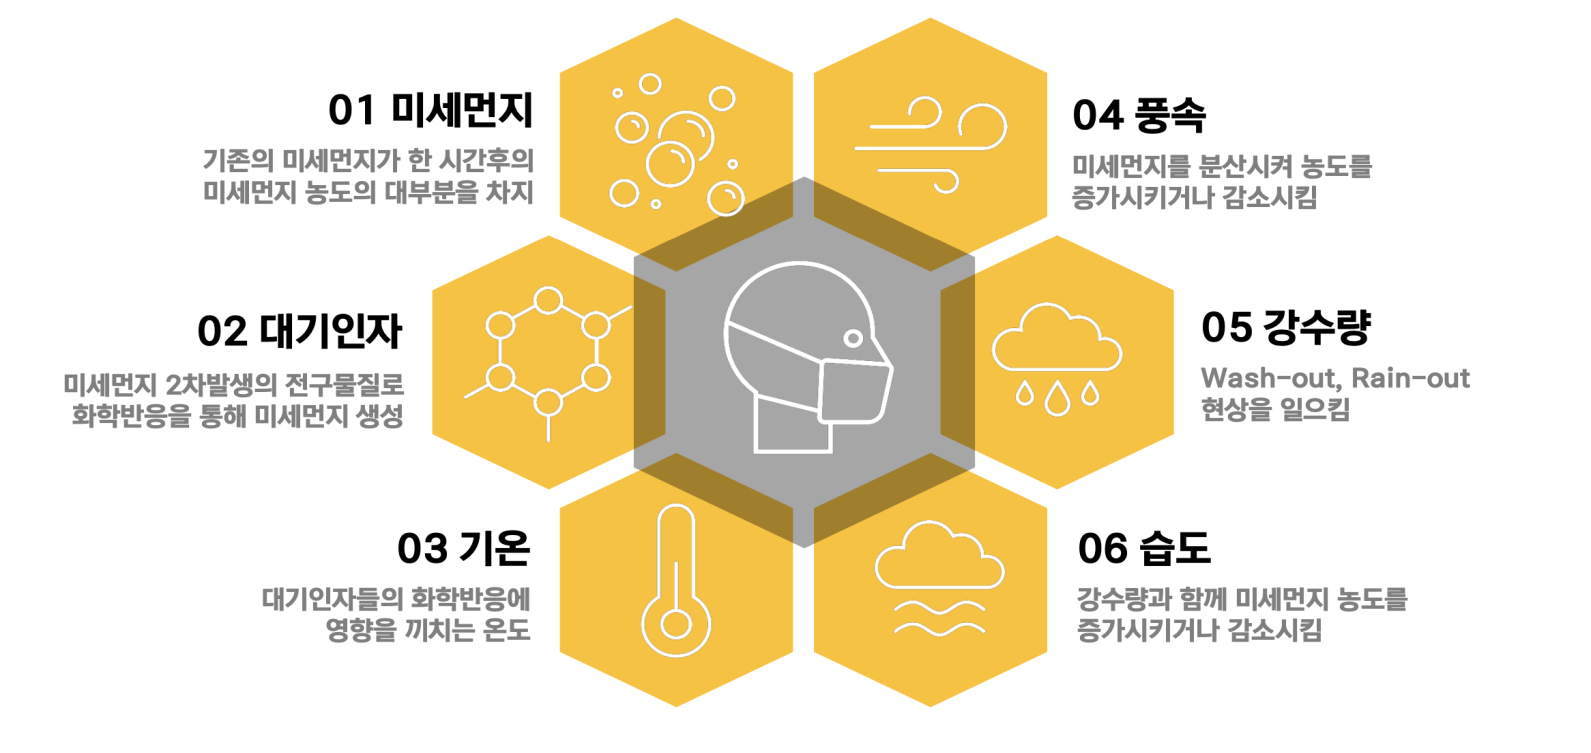 01 미세먼지
기존의 미세먼지가 한 시간후의
미세먼지 농도의 대부분을 차지
02 대기인자
미세먼지 2차발생의 전구물질로
화학반응을 통해 미세먼지 생성
03 기온
대기인자들의 화학반응에
영향을 끼치는 온도
04 풍속
미세먼지를 분산시켜 농도를
증가시키거나 감소시킴
05 강수량
Wash-out, Rain-out
현상을 일으킴
06 습도
강수량과 함께 미세먼지 농도를
증가시키거나 감소시킴